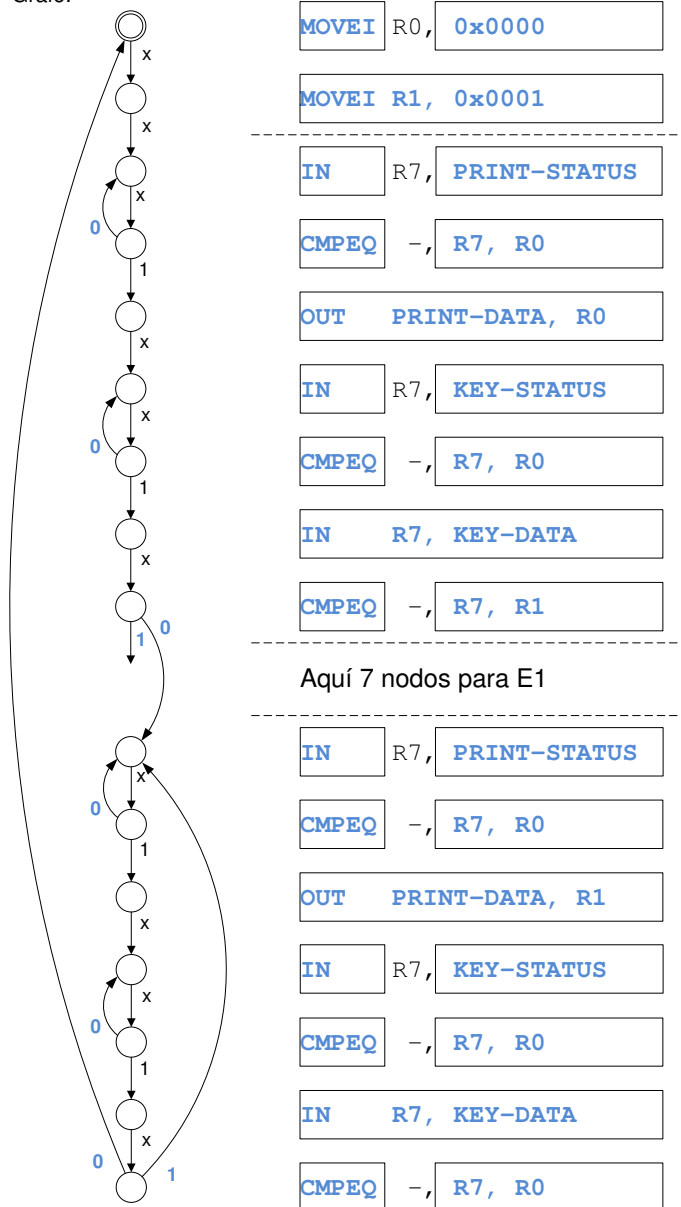 Grafo:
x MOVEI R0, 0x0000
x MOVEI R1, 0x0001
x IN R7, PRINT-STATUS
0
1 CMPEQ -, R7, R0
x OUT PRINT-DATA, R0
x IN R7, KEY-STATUS
0
1 CMPEQ -, R7, R0
x IN R7, KEY-DATA
1 0 CMPEQ -, R7, R1
Aquí 7 nodos para E1
x IN R7, PRINT-STATUS
0
1 CMPEQ -, R7, R0
x OUT PRINT-DATA, R1
x IN R7, KEY-STATUS
0
1 CMPEQ -, R7, R0
x IN R7, KEY-DATA
0 1 CMPEQ -, R7, R0